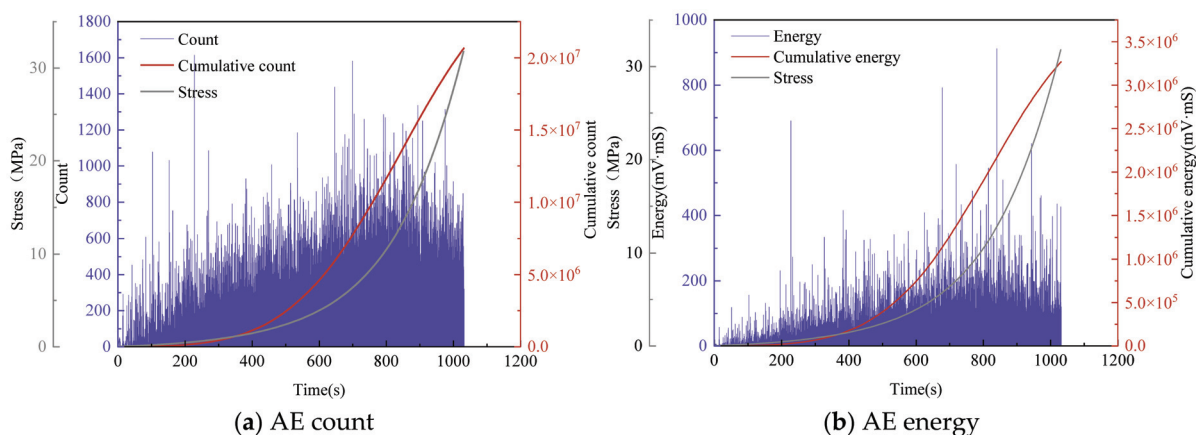 Stress（MPa）
30
20
10
0
Count
1800
1600
1400
1200
1000
800
600
400
200
0
Count
Cumulative count
Stress
2.0×10⁷
1.5×10⁷
1.0×10⁷
5.0×10⁶
0.0
Cumulative count
0 200 400 600 800 1000 1200
Time(s)
(a) AE count
Stress（MPa）
30
20
10
0
Energy(mV·mS)
1000
800
600
400
200
0
Energy
Cumulative energy
Stress
3.5×10⁶
3.0×10⁶
2.5×10⁶
2.0×10⁶
1.5×10⁶
1.0×10⁶
5.0×10⁵
0.0
Cumulative energy(mV·mS)
0 200 400 600 800 1000 1200
Time(s)
(b) AE energy